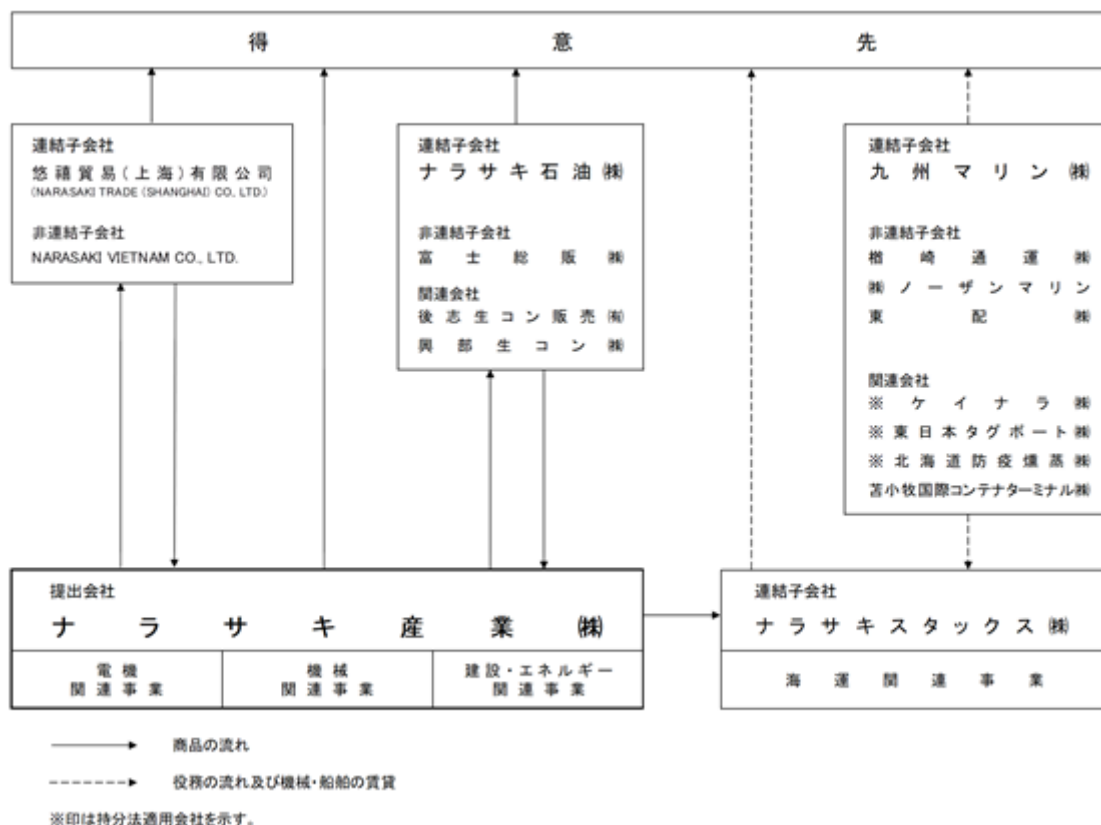 得意先
連結子会社
悠禧貿易(上海)有限公司
(NARASAKI TRADE (SHANGHAI) CO., LTD.)
非連結子会社
NARASAKI VIETNAM CO., LTD.
連結子会社
ナラサキ石油㈱
非連結子会社
富士総販㈱
関連会社
後志生コン販売㈲
興部生コン㈱
連結子会社
九州マリン㈱
非連結子会社
楢崎通運㈱
㈱ノーザンマリン
東配㈱
関連会社
※ケイナラ㈱
※東日本タグボート㈱
※北海道防疫燻蒸㈱
苫小牧国際コンテナターミナル㈱
提出会社
ナラサキ産業㈱
電機
関連事業
機械
関連事業
建設・エネルギー
関連事業
連結子会社
ナラサキスタックス㈱
海運関連事業
商品の流れ
役務の流れ及び機械・船舶の賃貸
※印は持分法適用会社を示す。